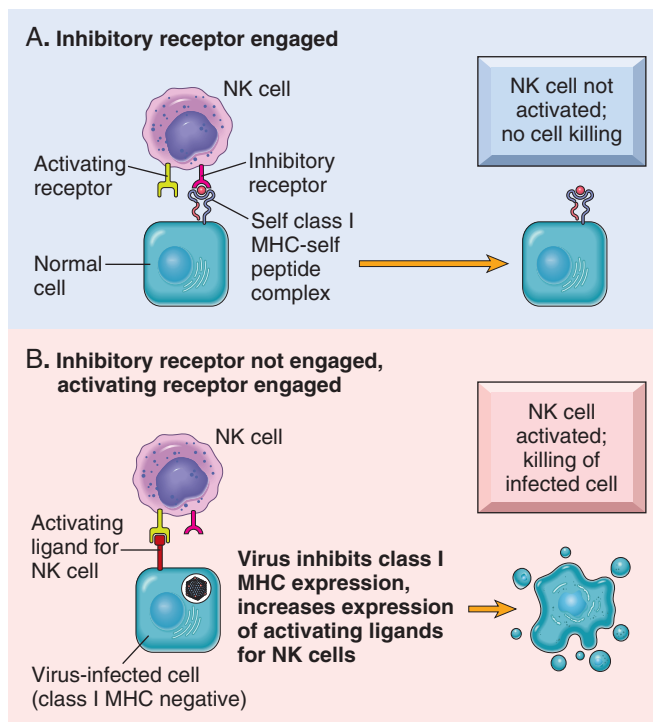 A. Inhibitory receptor engaged
NK cell
Activating
receptor
Inhibitory
receptor
Self class I
MHC-self
peptide
complex
Normal
cell
NK cell not
activated;
no cell killing
B. Inhibitory receptor not engaged,
activating receptor engaged
NK cell
Activating
ligand for
NK cell
Virus inhibits class I
MHC expression,
increases expression
of activating ligands
for NK cells
Virus-infected cell
(class I MHC negative)
NK cell
activated;
killing of
infected cell